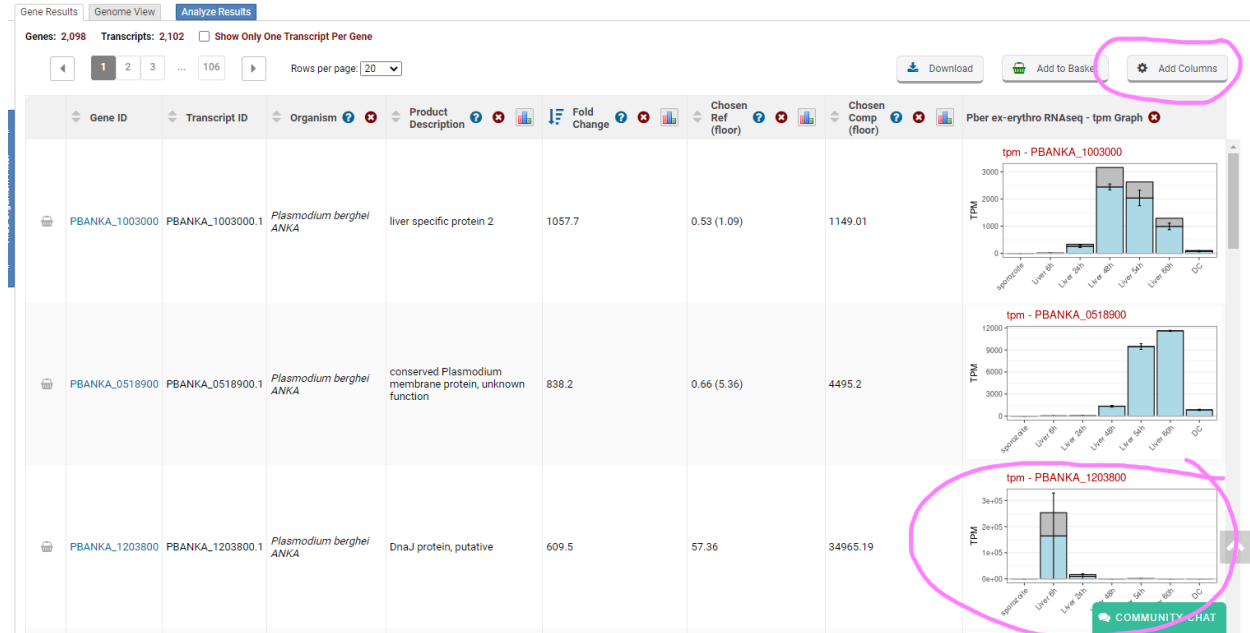 Gene Results Genome View Analyze Results
Genes: 2,098 Transcripts: 2,102 Show Only One Transcript Per Gene
1 2 3 ... 106 Rows per page: 20 Download Add to Basket Add Columns
Gene ID Transcript ID Organism Product Description Fold Change Chosen Ref (floor) Chosen Comp (floor) Pber ex-erythro RNAseq - tpm Graph
PBANKA_1003000 PBANKA_1003000.1 Plasmodium berghei ANKA liver specific protein 2 1057.7 0.53 (1.09) 1149.01
tpm - PBANKA_1003000
TPM
3000
2000
1000
0
sporozoite Liver 6h Liver 24h Liver 48h Liver 54h Liver 60h DC
PBANKA_0518900 PBANKA_0518900.1 Plasmodium berghei ANKA conserved Plasmodium membrane protein, unknown function 838.2 0.66 (5.36) 4495.2
tpm - PBANKA_0518900
TPM
12000
9000
6000
3000
0
sporozoite Liver 6h Liver 24h Liver 48h Liver 54h Liver 60h DC
PBANKA_1203800 PBANKA_1203800.1 Plasmodium berghei ANKA DnaJ protein, putative 609.5 57.36 34965.19
tpm - PBANKA_1203800
TPM
3e+05
2e+05
1e+05
0e+00
sporozoite Liver 6h Liver 24h 48h 54h 60h DC
COMMUNITY CHAT